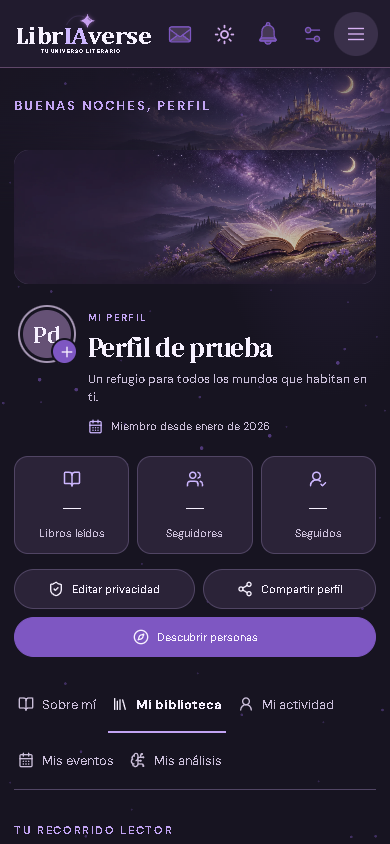 LibrIAverse
TU UNIVERSO LITERARIO
BUENAS NOCHES, PERFIL
Pd
MI PERFIL
Perfil de prueba
Un refugio para todos los mundos que habitan en
ti.
Miembro desde enero de 2026
Libros leídos
Seguidores
Seguidos
Editar privacidad
Compartir perfil
Descubrir personas
Sobre mí
Mi biblioteca
Mi actividad
Mis eventos
Mis análisis
TU RECORRIDO LECTOR